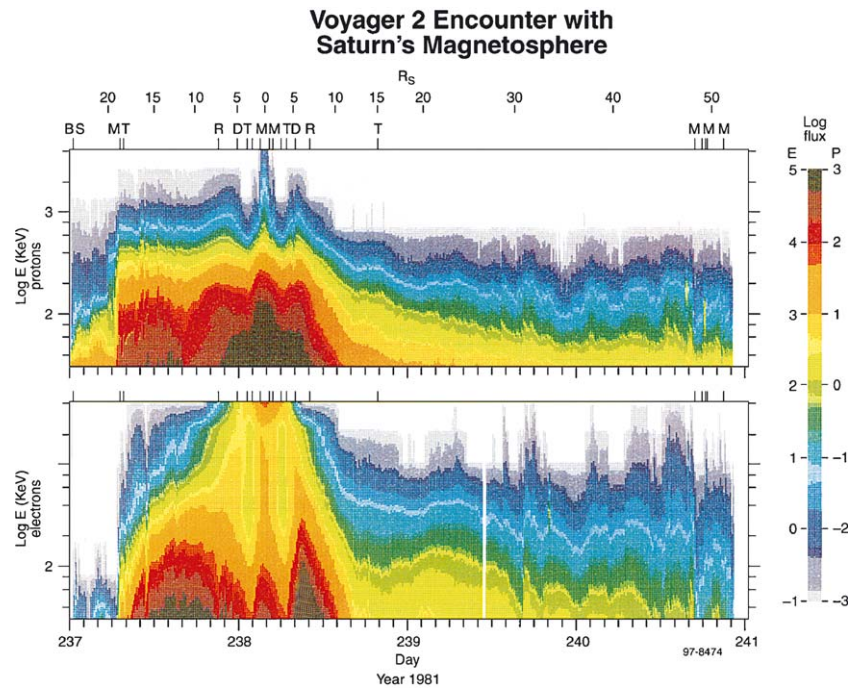 Voyager 2 Encounter with
Saturn's Magnetosphere
R_S
20 15 10 5 0 5 10 15 20 30 40 50
BS MT R DT MM TD R T M M M
Log
flux
E P
5 3
4 2
3 1
2 0
1 -1
0 -2
-1 -3
Log E (KeV)
protons
3
2
Log E (KeV)
electrons
2
237 238 239 240 241
Day
97-8474
Year 1981